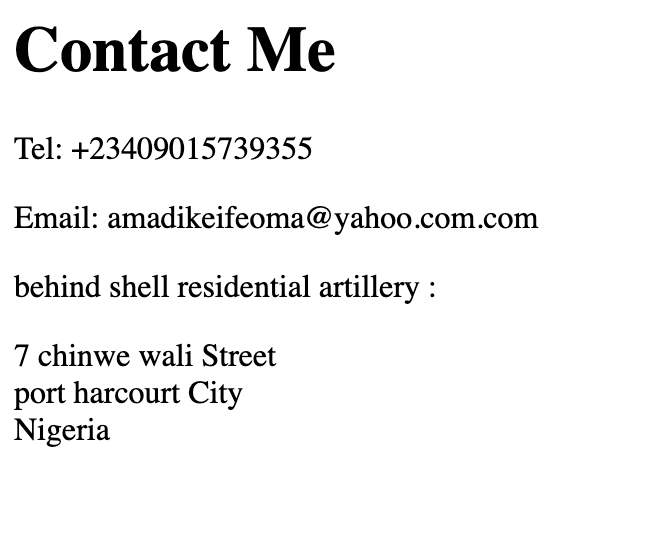 Contact Me
Tel: +23409015739355
Email: amadikeifeoma@yahoo.com.com
behind shell residential artillery :
7 chinwe wali Street
port harcourt City
Nigeria